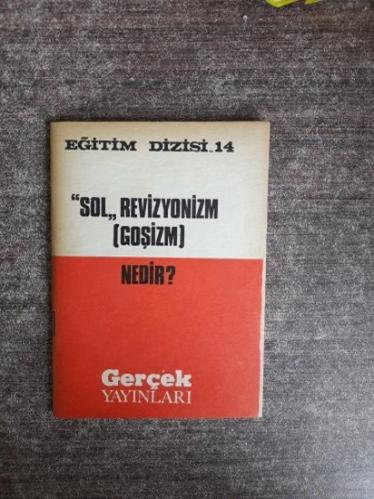 EĞİTİM DİZİSİ.14
“SOL„ REVİZYONİZM
(GOŞİZM)
NEDİR?
Gerçek
YAYINLARI